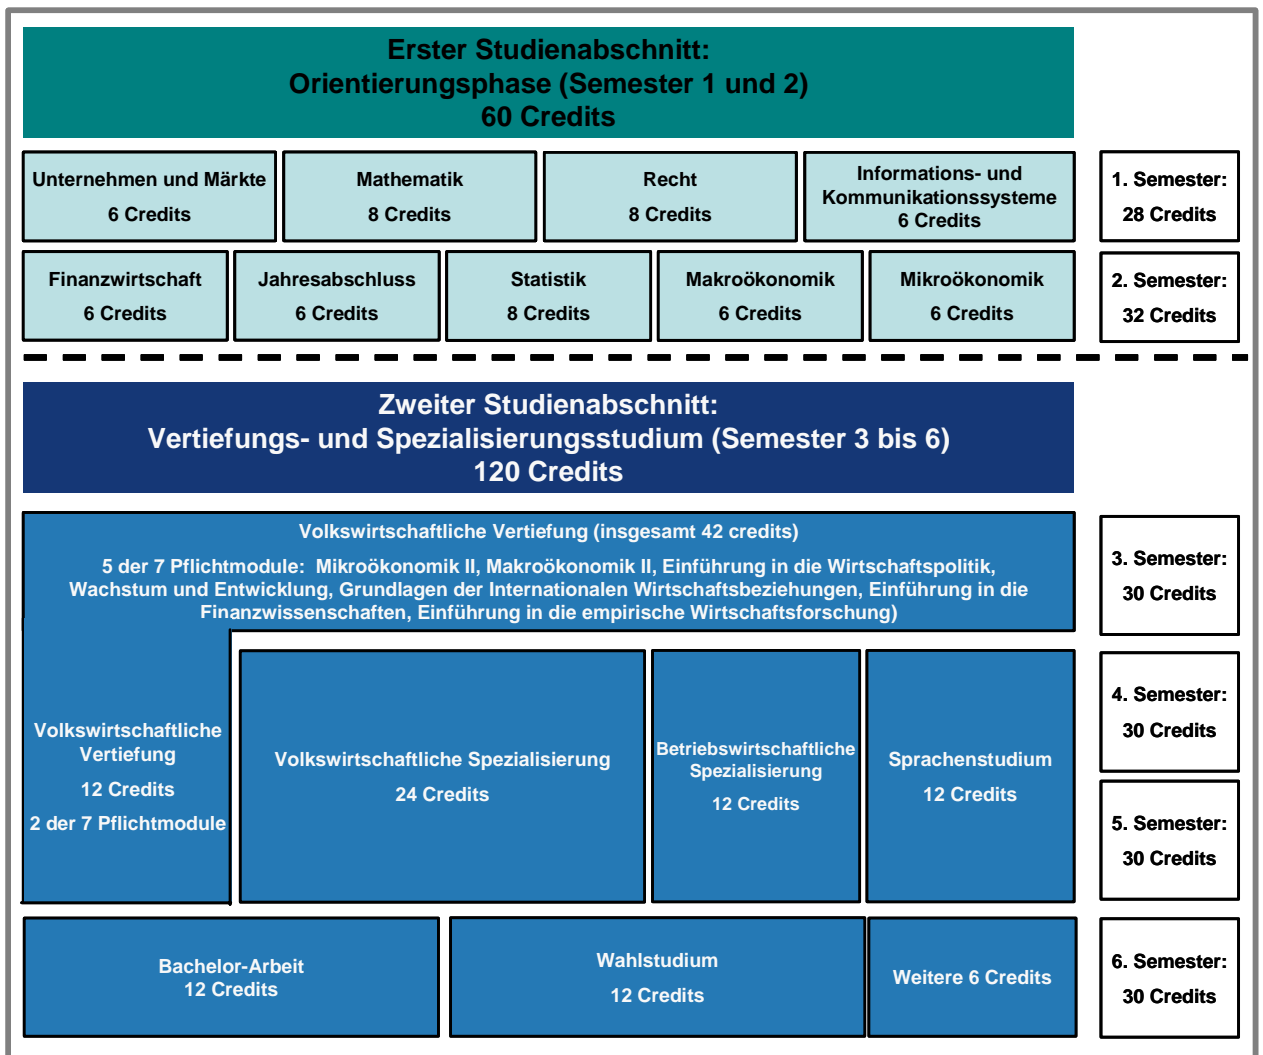 Erster Studienabschnitt:
Orientierungsphase (Semester 1 und 2)
60 Credits
Unternehmen und Märkte
6 Credits
Mathematik
8 Credits
Recht
8 Credits
Informations- und
Kommunikationssysteme
6 Credits
1. Semester:
28 Credits
Finanzwirtschaft
6 Credits
Jahresabschluss
6 Credits
Statistik
8 Credits
Makroökonomik
6 Credits
Mikroökonomik
6 Credits
2. Semester:
32 Credits
Zweiter Studienabschnitt:
Vertiefungs- und Spezialisierungsstudium (Semester 3 bis 6)
120 Credits
Volkswirtschaftliche Vertiefung (insgesamt 42 credits)
5 der 7 Pflichtmodule: Mikroökonomik II, Makroökonomik II, Einführung in die Wirtschaftspolitik,
Wachstum und Entwicklung, Grundlagen der Internationalen Wirtschaftsbeziehungen, Einführung in die
Finanzwissenschaften, Einführung in die empirische Wirtschaftsforschung)
3. Semester:
30 Credits
Volkswirtschaftliche
Vertiefung
12 Credits
2 der 7 Pflichtmodule
Volkswirtschaftliche Spezialisierung
24 Credits
Betriebswirtschaftliche
Spezialisierung
12 Credits
Sprachenstudium
12 Credits
4. Semester:
30 Credits
5. Semester:
30 Credits
Bachelor-Arbeit
12 Credits
Wahlstudium
12 Credits
Weitere 6 Credits
6. Semester:
30 Credits